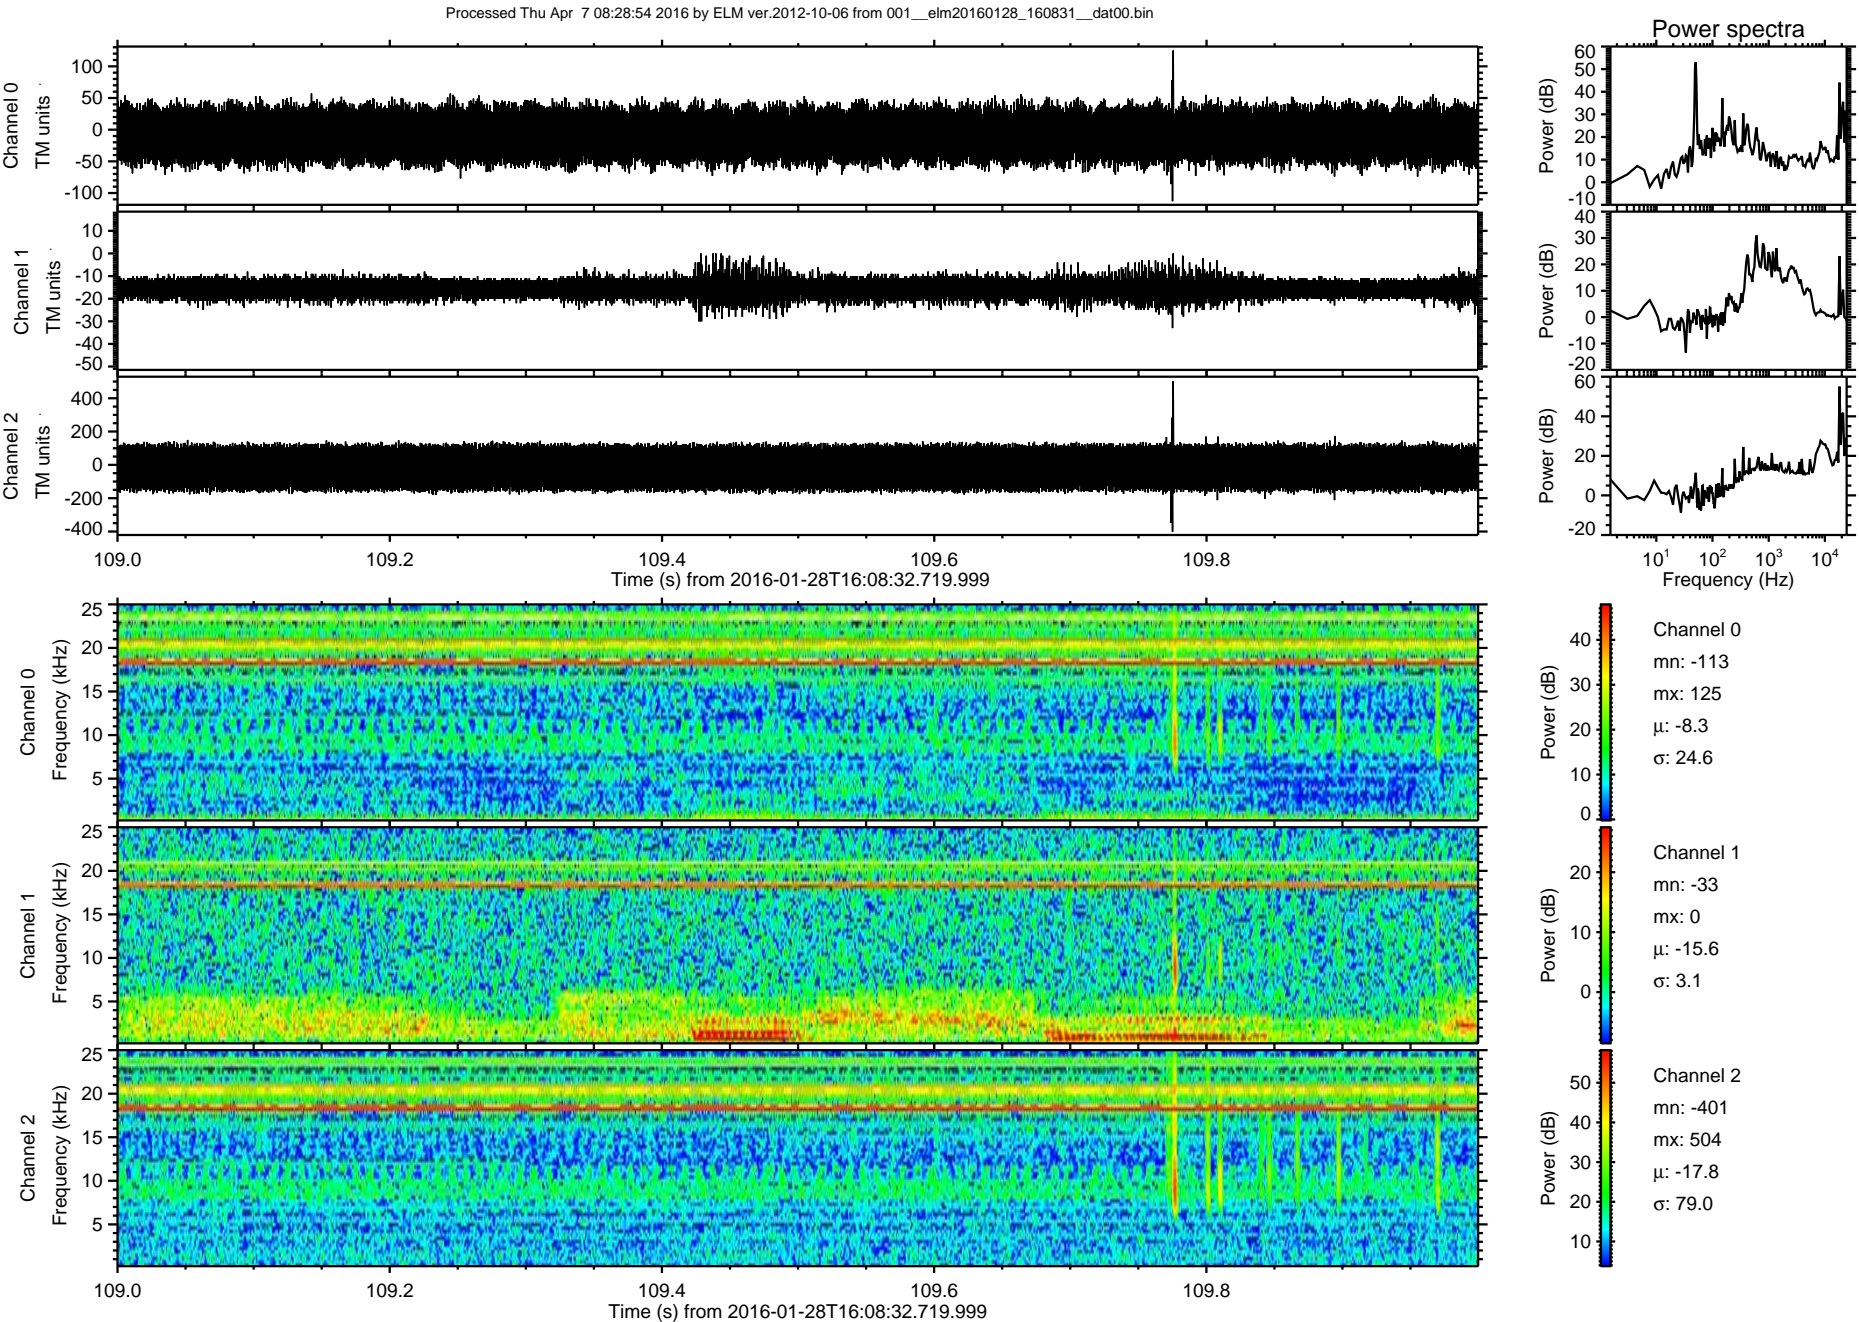 Processed Thu Apr  7 08:28:54 2016 by ELM ver.2012-10-06 from 001__elm20160128_160831__dat00.bin
Power spectra
Channel 0
TM units
100
50
0
-50
-100
Power (dB)
60
50
40
30
20
10
0
-10
Channel 1
TM units
10
0
-10
-20
-30
-40
-50
Power (dB)
40
30
20
10
0
-10
-20
Channel 2
TM units
400
200
0
-200
-400
Power (dB)
60
40
20
0
-20
109.0 109.2 109.4 109.6 109.8
Time (s) from 2016-01-28T16:08:32.719.999
10¹ 10² 10³ 10⁴
Frequency (Hz)
Channel 0
Frequency (kHz)
25
20
15
10
5
Power (dB)
40
30
20
10
0
Channel 0
mn: -113
mx: 125
μ: -8.3
σ: 24.6
Channel 1
Frequency (kHz)
25
20
15
10
5
Power (dB)
20
10
0
Channel 1
mn: -33
mx: 0
μ: -15.6
σ: 3.1
Channel 2
Frequency (kHz)
25
20
15
10
5
Power (dB)
50
40
30
20
10
Channel 2
mn: -401
mx: 504
μ: -17.8
σ: 79.0
109.0 109.2 109.4 109.6 109.8
Time (s) from 2016-01-28T16:08:32.719.999